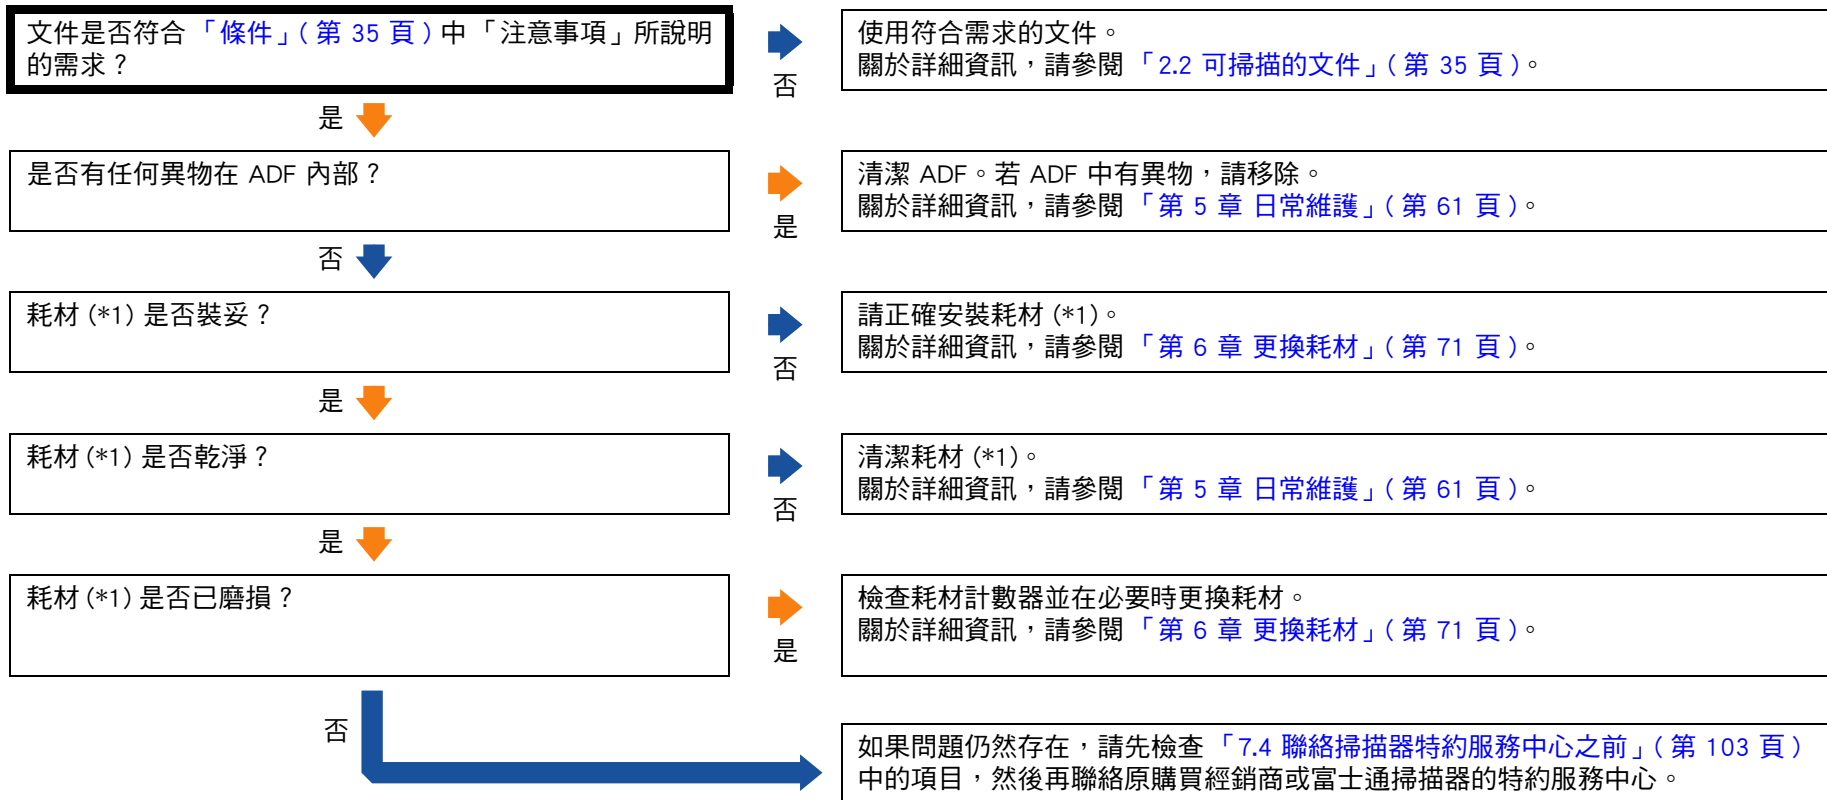 文件是否符合「條件」( 第 35 頁 ) 中「注意事項」所說明
的需求？
否
使用符合需求的文件。
關於詳細資訊，請參閱「2.2 可掃描的文件」( 第 35 頁 )。
是
是否有任何異物在 ADF 內部？
是
清潔 ADF。若 ADF 中有異物，請移除。
關於詳細資訊，請參閱「第 5 章 日常維護」( 第 61 頁 )。
否
耗材 (*1) 是否裝妥？
否
請正確安裝耗材 (*1)。
關於詳細資訊，請參閱「第 6 章 更換耗材」( 第 71 頁 )。
是
耗材 (*1) 是否乾淨？
否
清潔耗材 (*1)。
關於詳細資訊，請參閱「第 5 章 日常維護」( 第 61 頁 )。
是
耗材 (*1) 是否已磨損？
是
檢查耗材計數器並在必要時更換耗材。
關於詳細資訊，請參閱「第 6 章 更換耗材」( 第 71 頁 )。
否
如果問題仍然存在，請先檢查「7.4 聯絡掃描器特約服務中心之前」( 第 103 頁 )
中的項目，然後再聯絡原購買經銷商或富士通掃描器的特約服務中心。